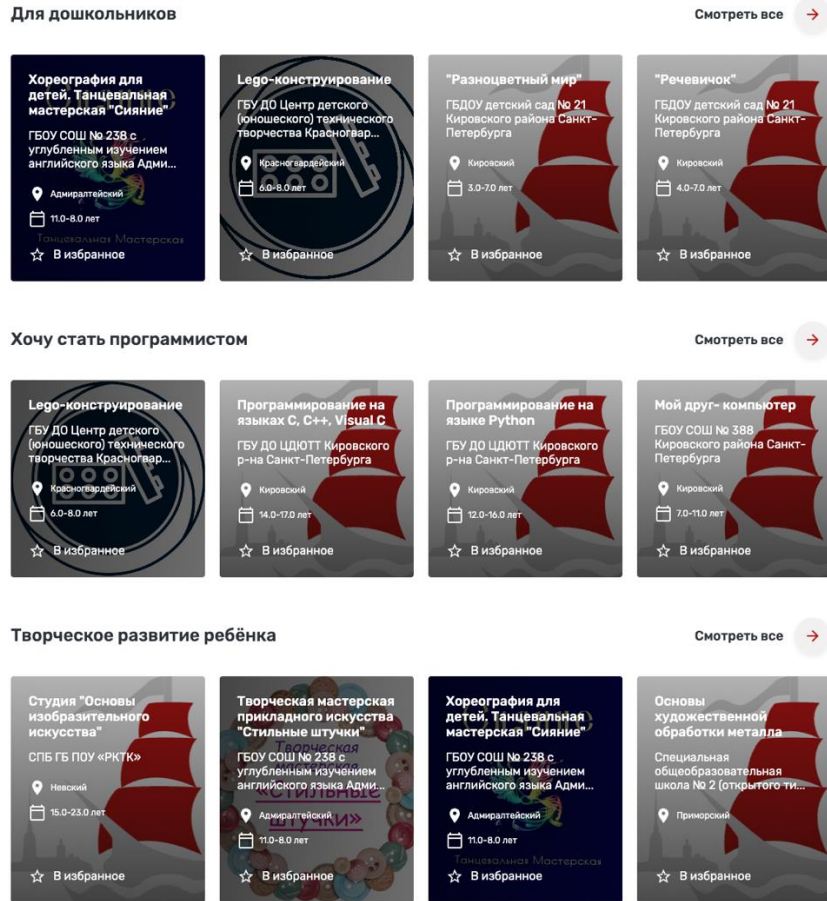 Для дошкольников
Смотреть все
Хореография для
детей. Танцевальная
мастерская "Сияние"
ГБОУ СОШ № 238 с
углубленным изучением
английского языка Адми...
Адмиралтейский
11.0-8.0 лет
Танцевальная Мастерская
В избранное
Lego-конструирование
ГБУ ДО Центр детского
(юношеского) технического
творчества Красногвар...
Красногвардейский
6.0-8.0 лет
В избранное
"Разноцветный мир"
ГБДОУ детский сад № 21
Кировского района Санкт-
Петербурга
Кировский
3.0-7.0 лет
В избранное
"Речевичок"
ГБДОУ детский сад № 21
Кировского района Санкт-
Петербурга
Кировский
4.0-7.0 лет
В избранное
Хочу стать программистом
Смотреть все
Lego-конструирование
ГБУ ДО Центр детского
(юношеского) технического
творчества Красногвар...
Красногвардейский
6.0-8.0 лет
В избранное
Программирование на
языках C, C++, Visual C
ГБУ ДО ЦДЮТТ Кировского
р-на Санкт-Петербурга
Кировский
14.0-17.0 лет
В избранное
Программирование на
языке Python
ГБУ ДО ЦДЮТТ Кировского
р-на Санкт-Петербурга
Кировский
12.0-16.0 лет
В избранное
Мой друг- компьютер
ГБОУ СОШ № 388
Кировского района Санкт-
Петербурга
Кировский
7.0-11.0 лет
В избранное
Творческое развитие ребёнка
Смотреть все
Студия "Основы
изобразительного
искусства"
СПБ ГБ ПОУ «РКТК»
Невский
15.0-23.0 лет
В избранное
Творческая мастерская
прикладного искусства
"Стильные штучки"
Творческая
мастерская
«СТИЛЬНЫЕ
ШТУЧКИ»
ГБОУ СОШ № 238 с
углубленным изучением
английского языка Адми...
Адмиралтейский
11.0-8.0 лет
В избранное
Хореография для
детей. Танцевальная
мастерская "Сияние"
ГБОУ СОШ № 238 с
углубленным изучением
английского языка Адми...
Адмиралтейский
11.0-8.0 лет
Танцевальная Мастерская
В избранное
Основы
художественной
обработки металла
Специальная
общеобразовательная
школа № 2 (открытого ти...
Приморский
В избранное